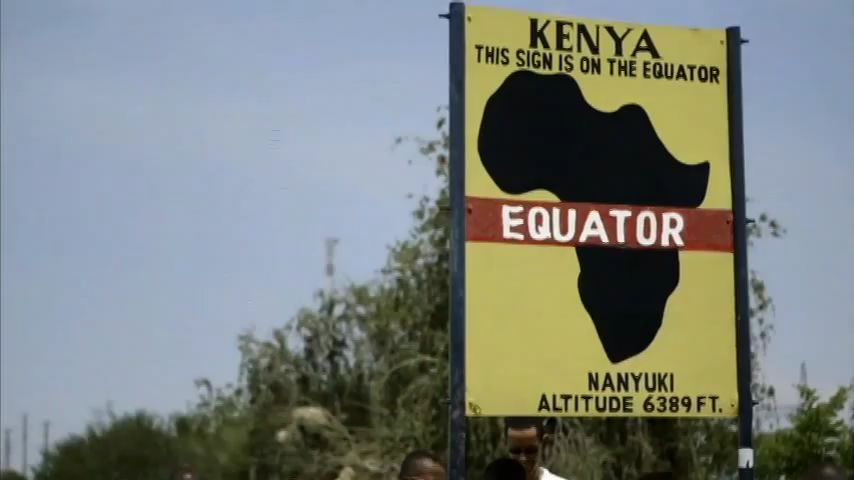 KENYA
THIS SIGN IS ON THE EQUATOR
EQUATOR
NANYUKI
ALTITUDE 6389 FT.